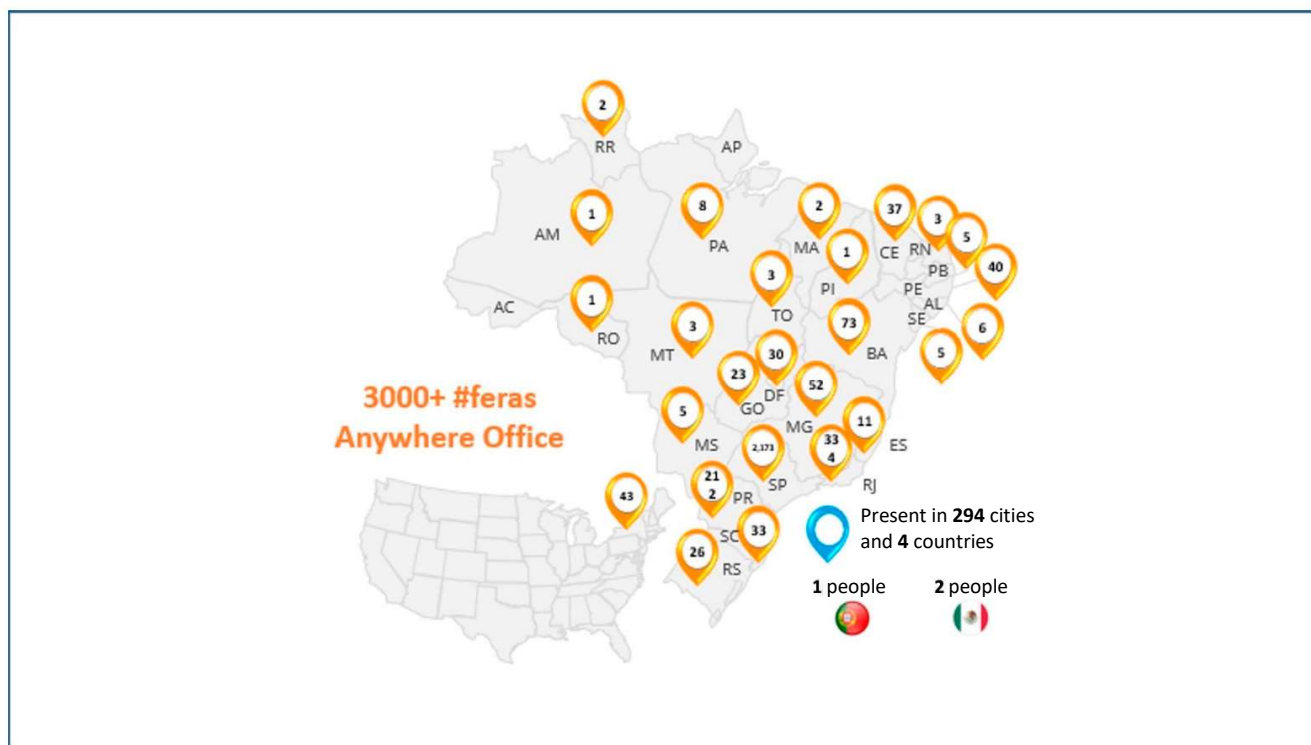 2
RR
AP
1
8
2
37
3
5
AM
PA
MA
1
CE
RN
PB
40
3
PI
PE
AL
AC
1
TO
SE
RO
3
73
6
MT
BA
5
30
23
DF
52
GO
3000+ #feras
Anywhere Office
5
MG
11
MS
2,173
33
4
ES
SP
RJ
21
2
PR
43
SC
33
26
RS
Present in 294 cities
and 4 countries
1 people
2 people